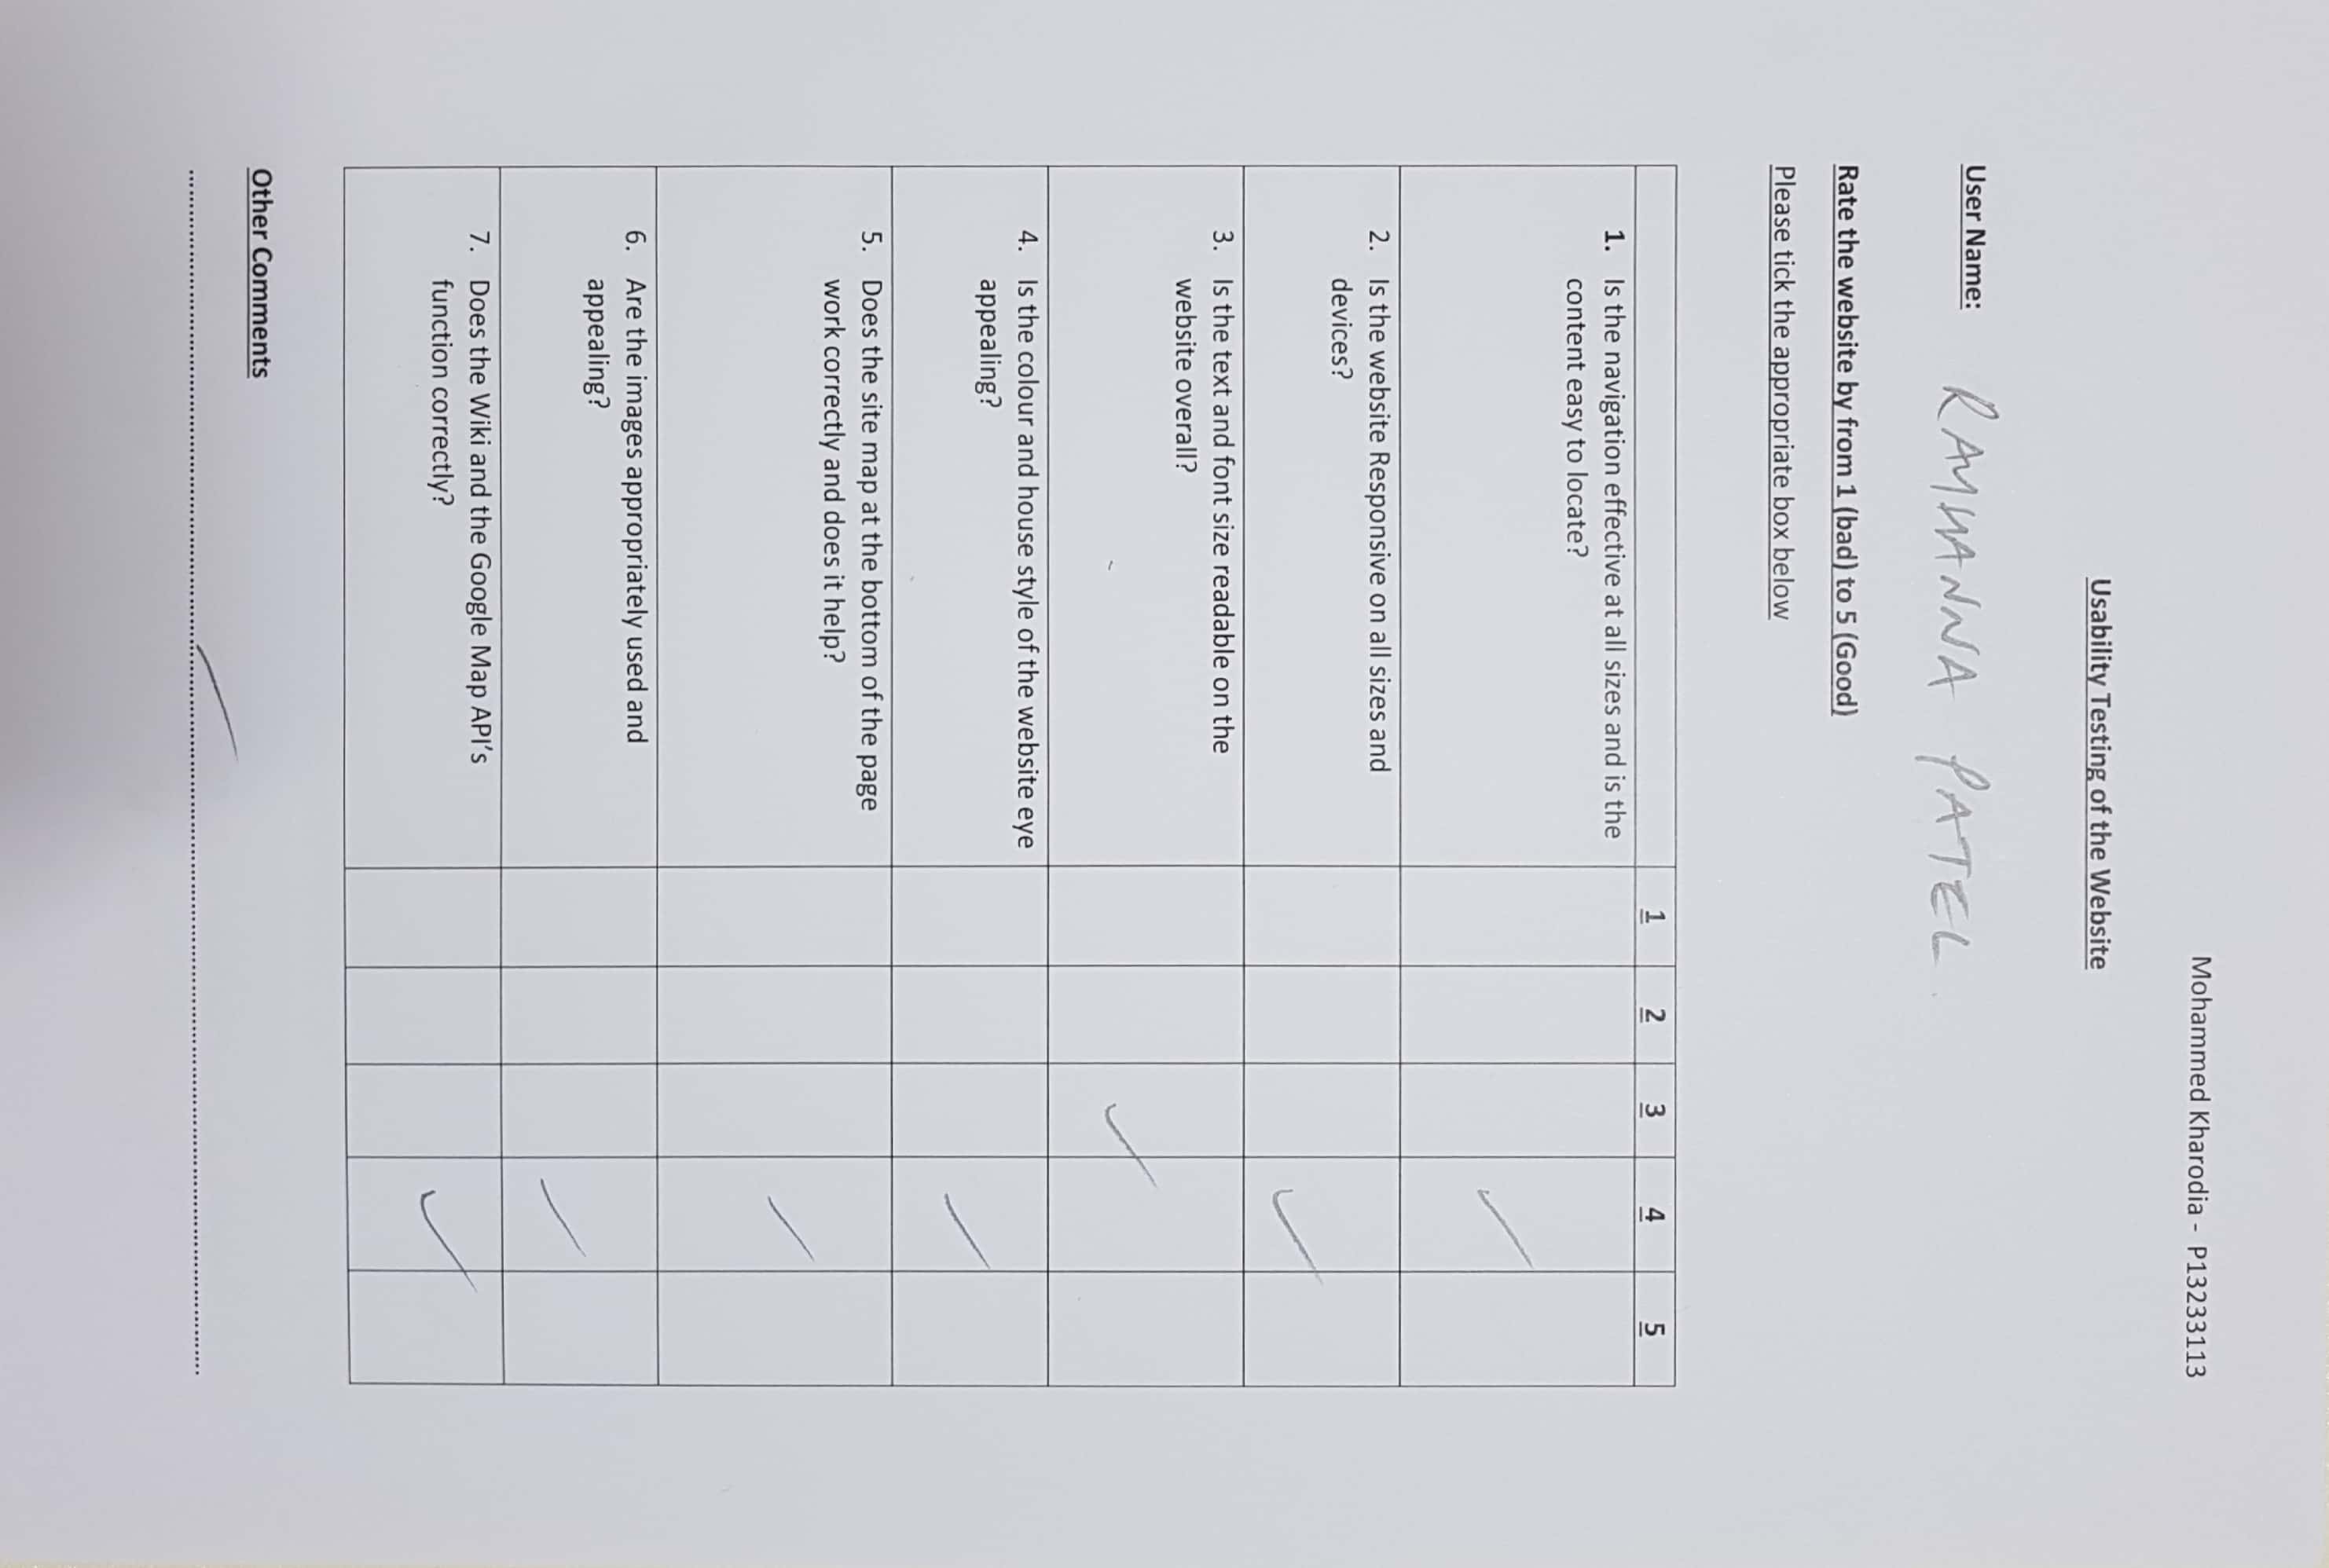 Mohammed Kharodia - P13233113
Usability Testing of the Website
User Name: RAYHANNA PATEL.
Rate the website by from 1 (bad) to 5 (Good)
Please tick the appropriate box below
1 2 3 4 5
1. Is the navigation effective at all sizes and is the
content easy to locate?
✓
2. Is the website Responsive on all sizes and
devices?
✓
3. Is the text and font size readable on the
website overall?
✓
4. Is the colour and house style of the website eye
appealing?
✓
5. Does the site map at the bottom of the page
work correctly and does it help?
✓
6. Are the images appropriately used and
appealing?
✓
7. Does the Wiki and the Google Map API's
function correctly?
✓
Other Comments